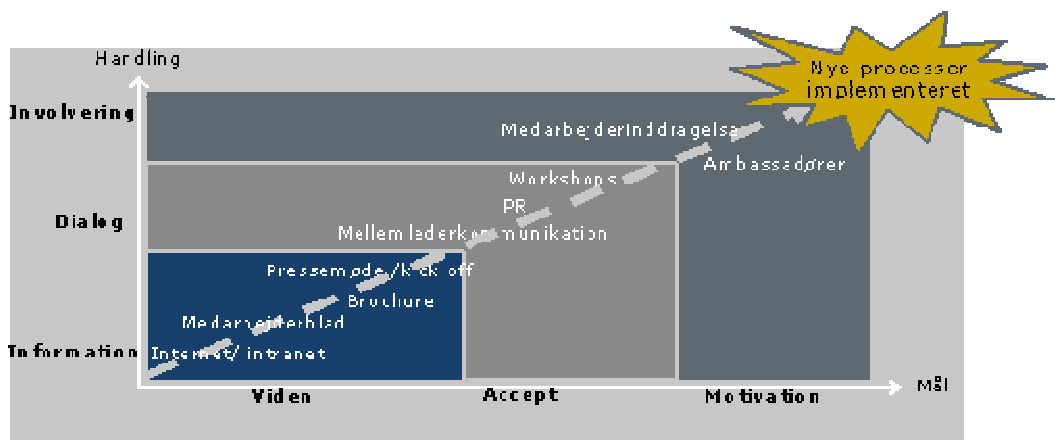 Handling
Nye processer
implementeret
Involvering
Medarbejderinddragelse
Ambassadører
Workshops
PR
Dialog
Mellemlederkommunikation
Pressemøde/kick off
Brochure
Medarbejderblad
Information
Internet/ intranet
Mål
Viden
Accept
Motivation